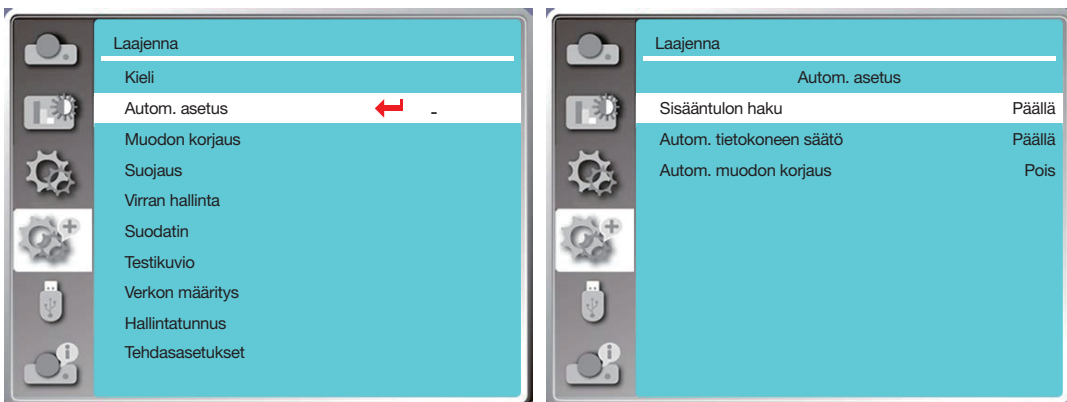 Laajenna
Kieli
Autom. asetus -
Muodon korjaus
Suojaus
Virran hallinta
Suodatin
Testikuvio
Verkon määritys
Hallintatunnus
Tehdasasetukset
Laajenna
Autom. asetus
Sisääntulon haku Päällä
Autom. tietokoneen säätö Päällä
Autom. muodon korjaus Pois